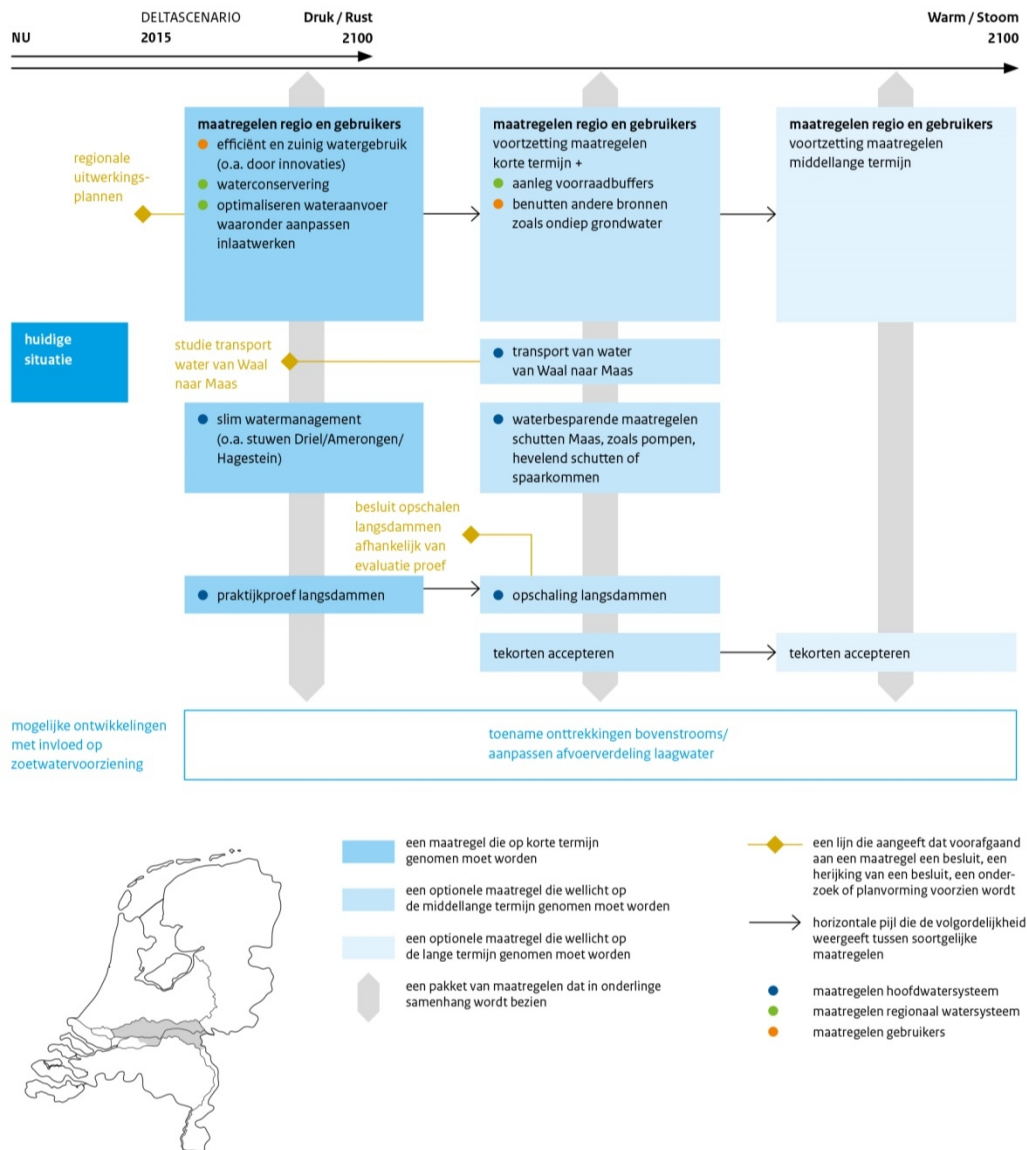 DELTASCENARIO
Druk / Rust
Warm / Stoom
NU
2015
2100
2100
regionale
uitwerkings-
plannen
maatregelen regio en gebruikers
efficiënt en zuinig watergebruik
(o.a. door innovaties)
waterconservering
optimaliseren wateraanvoer
waaronder aanpassen
inlaatwerken
maatregelen regio en gebruikers
voortzetting maatregelen
korte termijn +
aanleg voorraadbuffers
benutten andere bronnen
zoals ondiep grondwater
maatregelen regio en gebruikers
voortzetting maatregelen
middellange termijn
huidige
situatie
studie transport
water van Waal
naar Maas
transport van water
van Waal naar Maas
slim watermanagement
(o.a. stuwen Driel/Amerongen/
Hagestein)
waterbesparende maatregelen
schutten Maas, zoals pompen,
hevelend schutten of
spaarkommen
besluit opschalen
langsdammen
afhankelijk van
evaluatie proef
praktijkproef langsdammen
opschaling langsdammen
tekorten accepteren
tekorten accepteren
mogelijke ontwikkelingen
met invloed op
zoetwatervoorziening
toename onttrekkingen bovenstrooms/
aanpassen afvoerverdeling laagwater
een maatregel die op korte termijn
genomen moet worden
een optionele maatregel die wellicht op
de middellange termijn genomen moet worden
een optionele maatregel die wellicht op
de lange termijn genomen moet worden
een pakket van maatregelen dat in onderlinge
samenhang wordt bezien
een lijn die aangeeft dat voorafgaand
aan een maatregel een besluit, een
herijking van een besluit, een onder-
zoek of planvorming voorzien wordt
horizontale pijl die de volgordelijkheid
weergeeft tussen soortgelijke
maatregelen
maatregelen hoofdwatersysteem
maatregelen regionaal watersysteem
maatregelen gebruikers